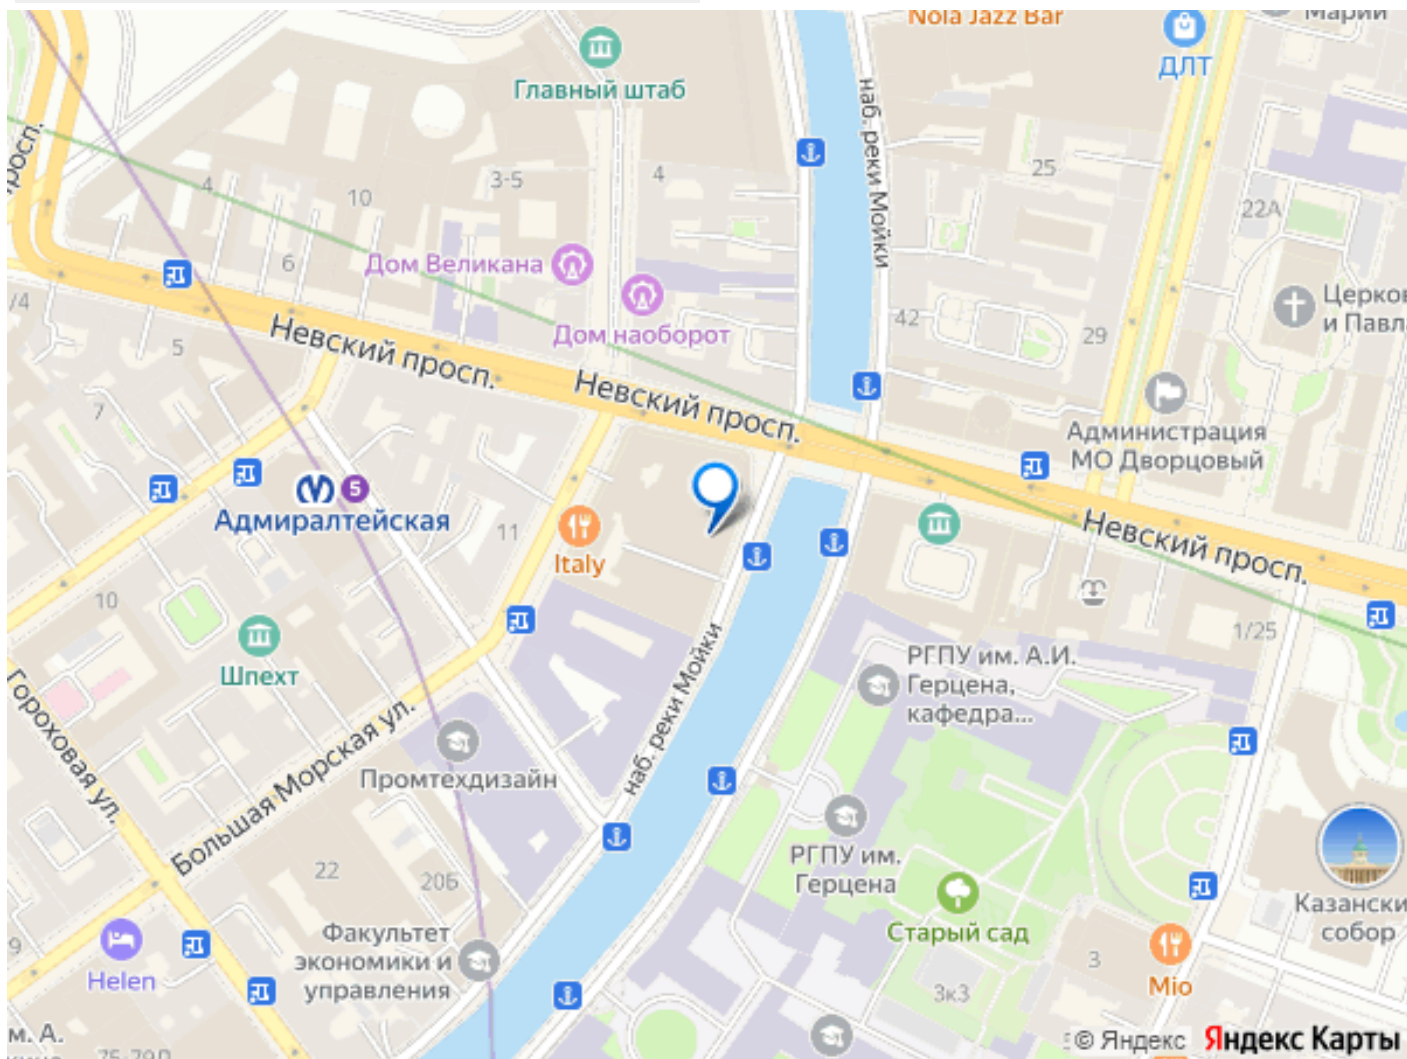 Nola Jazz Bar
Марии
ДЛТ
Главный штаб
наб. реки Мойки
просп.
4
10
3-5
4
25
22А
Дом Великана
6
Дом наоборот
/4
5
Невский просп.
Невский просп.
42
29
Церков
и Павла
7
Администрация
МО Дворцовый
5
Адмиралтейская
11
Italy
Невский просп.
10
Шпехт
1/25
наб. реки Мойки
РГПУ им. А.И.
Герцена,
кафедра...
Гороховая ул.
Большая Морская ул.
Промтехдизайн
22
20Б
РГПУ им.
Герцена
Старый сад
Казански
собор
9
Helen
Факультет
экономики и
управления
3
3к3
Mio
м. А.
© Яндекс
Яндекс Карты